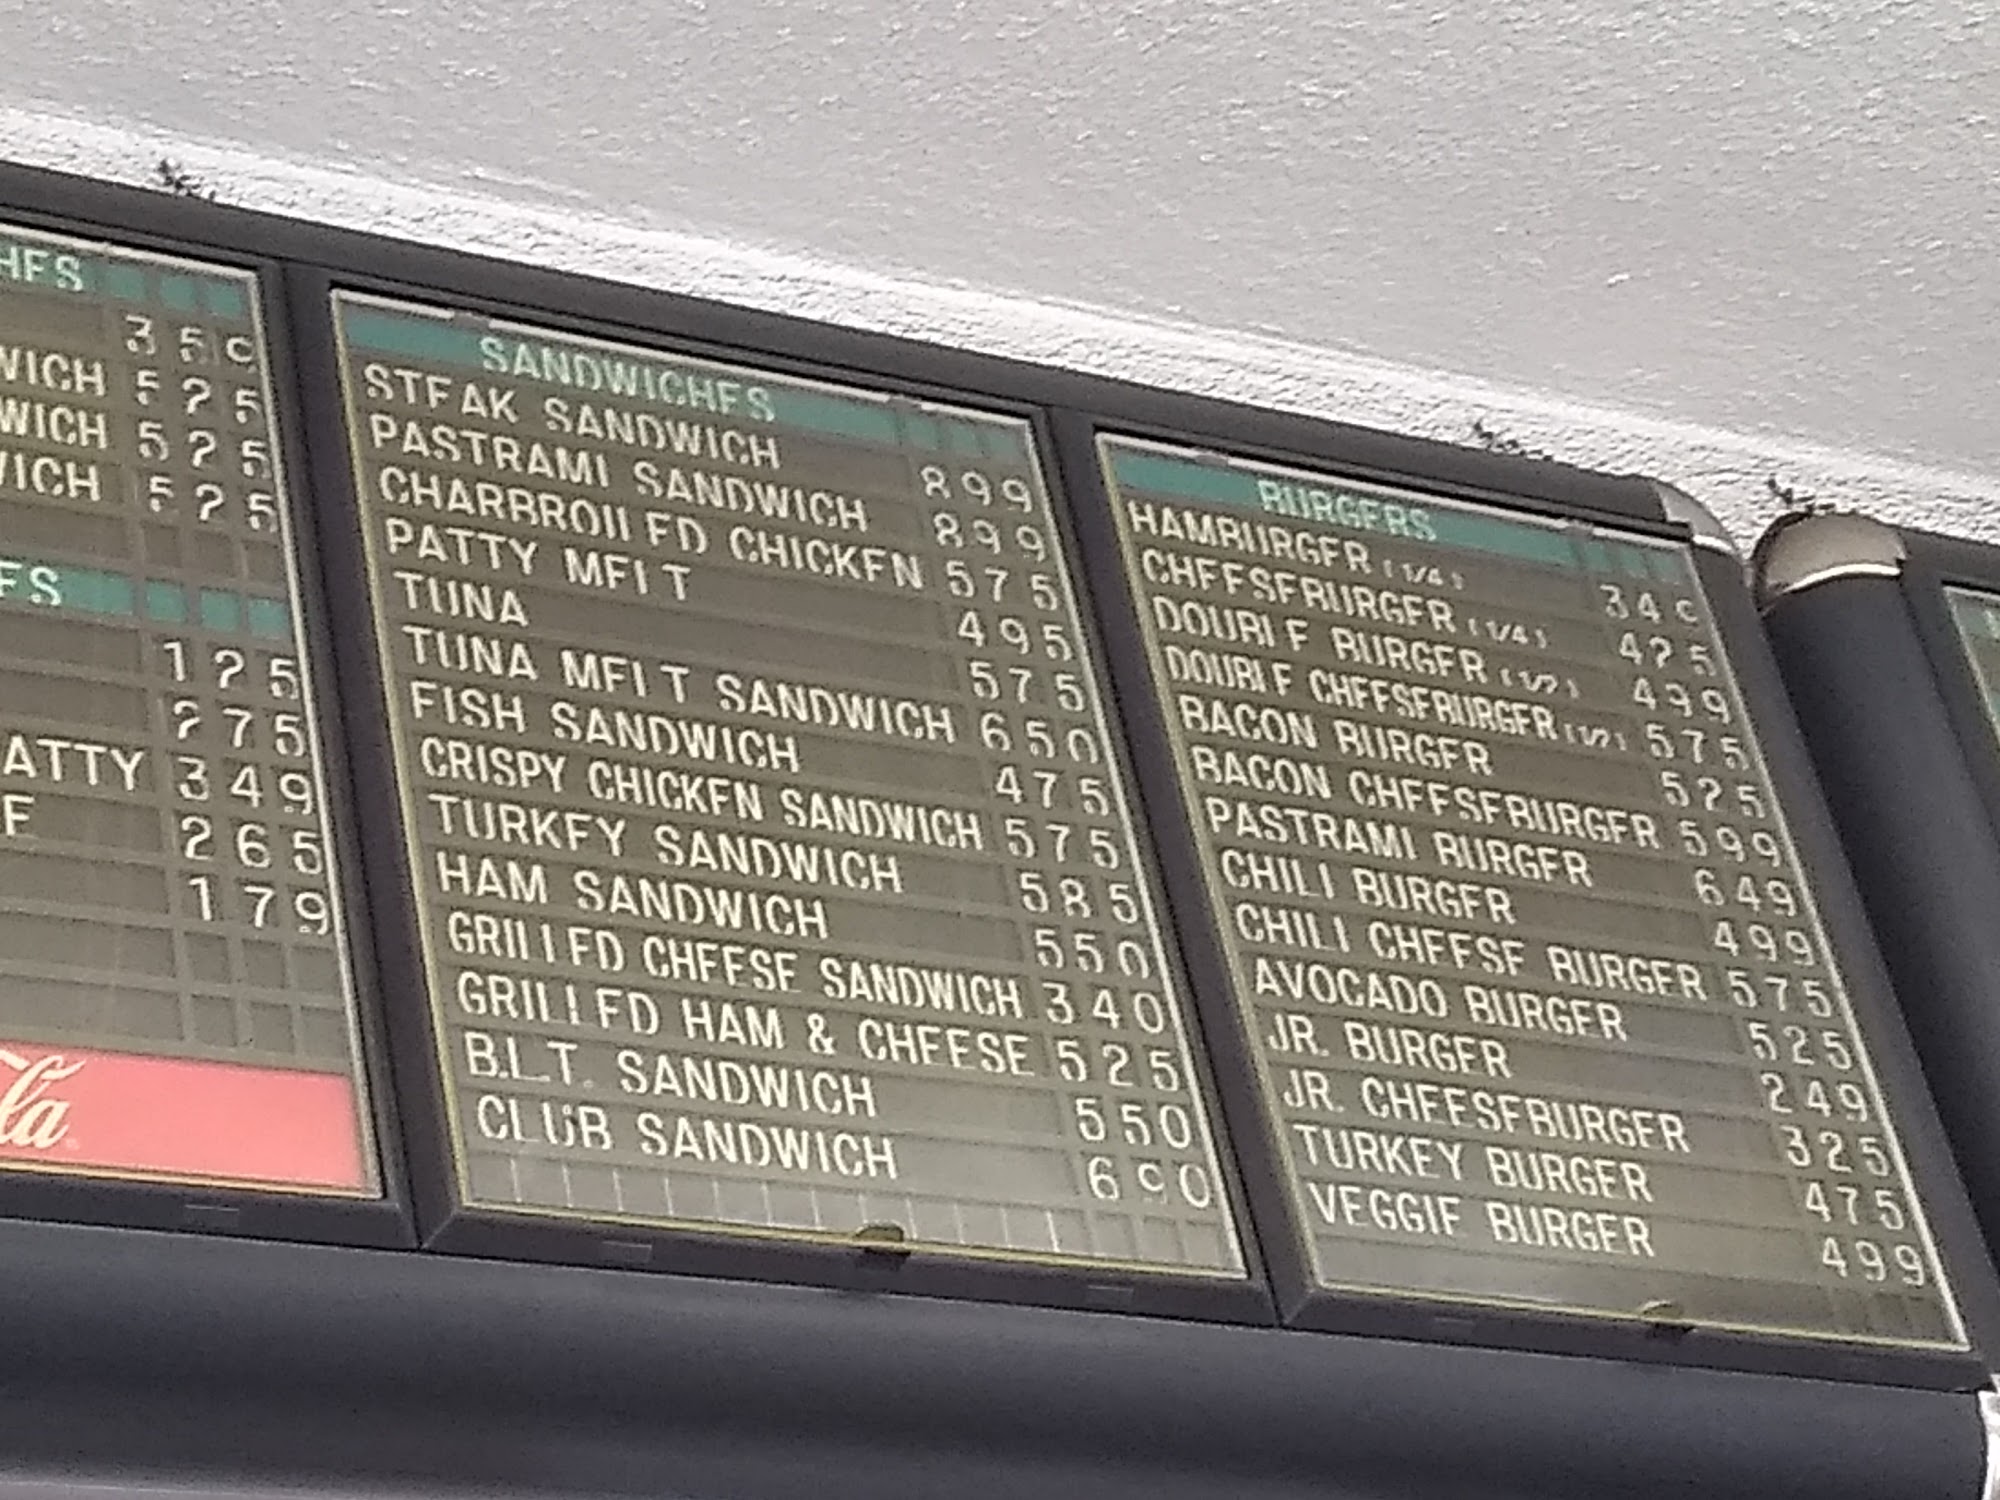 HES
359
WICH 525
WICH 525
WICH 525
ES
125
275
ATTY 349
E 265
179
la
SANDWICHES
STEAK SANDWICH 899
PASTRAMI SANDWICH 899
CHARBROILED CHICKEN 575
PATTY MELT 495
TUNA 575
TUNA MELT SANDWICH 650
FISH SANDWICH 475
CRISPY CHICKEN SANDWICH 575
TURKEY SANDWICH 585
HAM SANDWICH 550
GRILLED CHEESE SANDWICH 340
GRILLED HAM & CHEESE 525
B.L.T. SANDWICH 550
CLUB SANDWICH 690
BURGERS
HAMBURGER (1/4) 349
CHEESEBURGER (1/4) 425
DOUBLE BURGER (1/2) 499
DOUBLE CHEESEBURGER (1/2) 575
BACON BURGER 525
BACON CHEESEBURGER 599
PASTRAMI BURGER 649
CHILI BURGER 499
CHILI CHEESE BURGER 575
AVOCADO BURGER 525
JR. BURGER 249
JR. CHEESEBURGER 325
TURKEY BURGER 475
VEGGIE BURGER 499